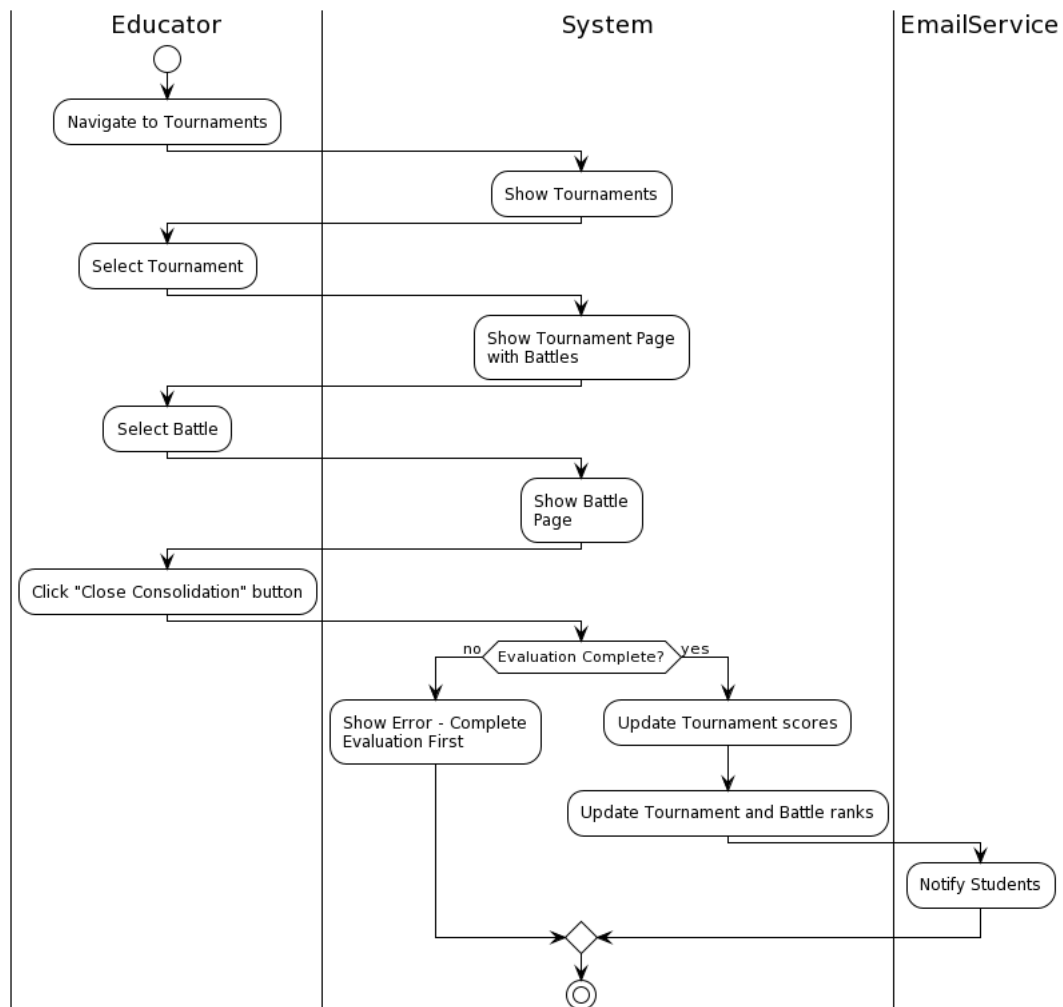 Educator
System
EmailService
Navigate to Tournaments
Show Tournaments
Select Tournament
Show Tournament Page
with Battles
Select Battle
Show Battle
Page
Click "Close Consolidation" button
no
Evaluation Complete?
yes
Show Error - Complete
Evaluation First
Update Tournament scores
Update Tournament and Battle ranks
Notify Students